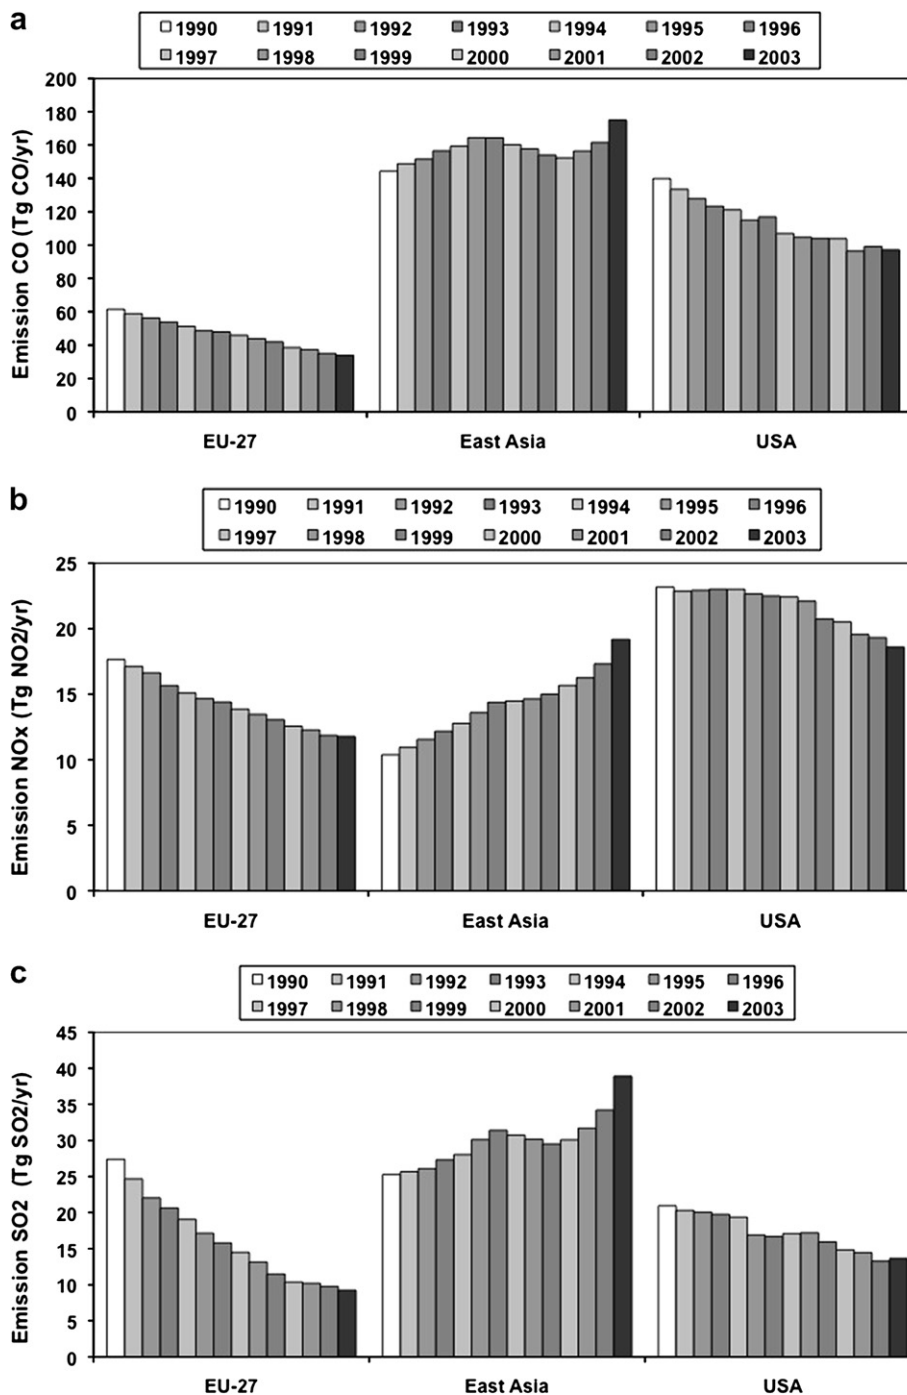 a
1990 1991 1992 1993 1994 1995 1996
1997 1998 1999 2000 2001 2002 2003
Emission CO (Tg CO/yr)
200
180
160
140
120
100
80
60
40
20
0
EU-27 East Asia USA
b
1990 1991 1992 1993 1994 1995 1996
1997 1998 1999 2000 2001 2002 2003
Emission NOx (Tg NO2/yr)
25
20
15
10
5
0
EU-27 East Asia USA
c
1990 1991 1992 1993 1994 1995 1996
1997 1998 1999 2000 2001 2002 2003
Emission SO2 (Tg SO2/yr)
45
40
35
30
25
20
15
10
5
0
EU-27 East Asia USA